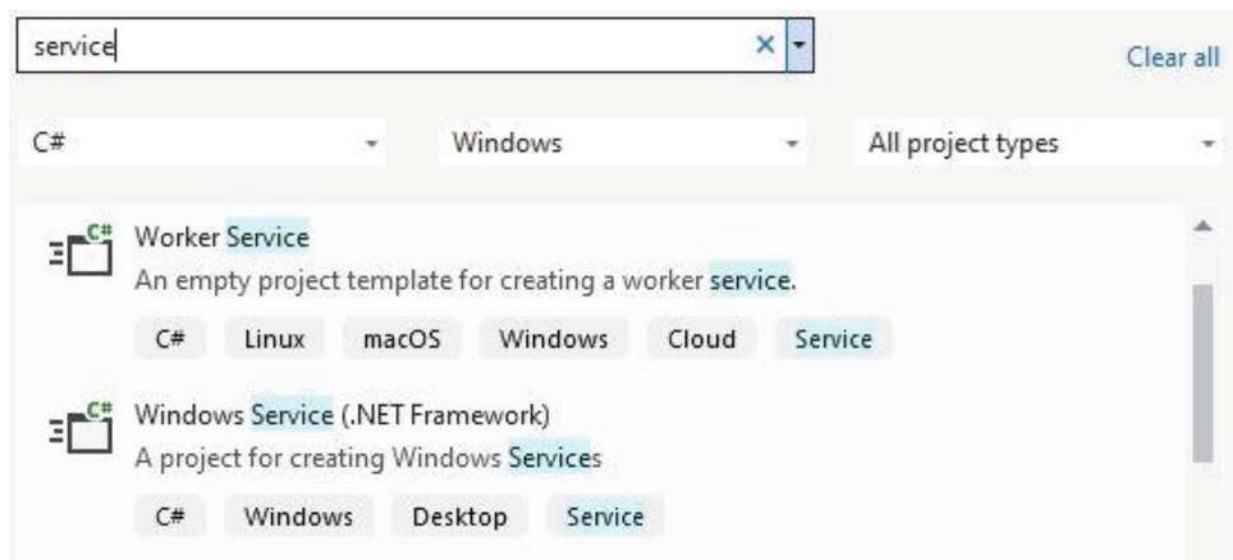 service
Clear all
C# Windows All project types
C# Worker Service
An empty project template for creating a worker service.
C# Linux macOS Windows Cloud Service
C# Windows Service (.NET Framework)
A project for creating Windows Services
C# Windows Desktop Service